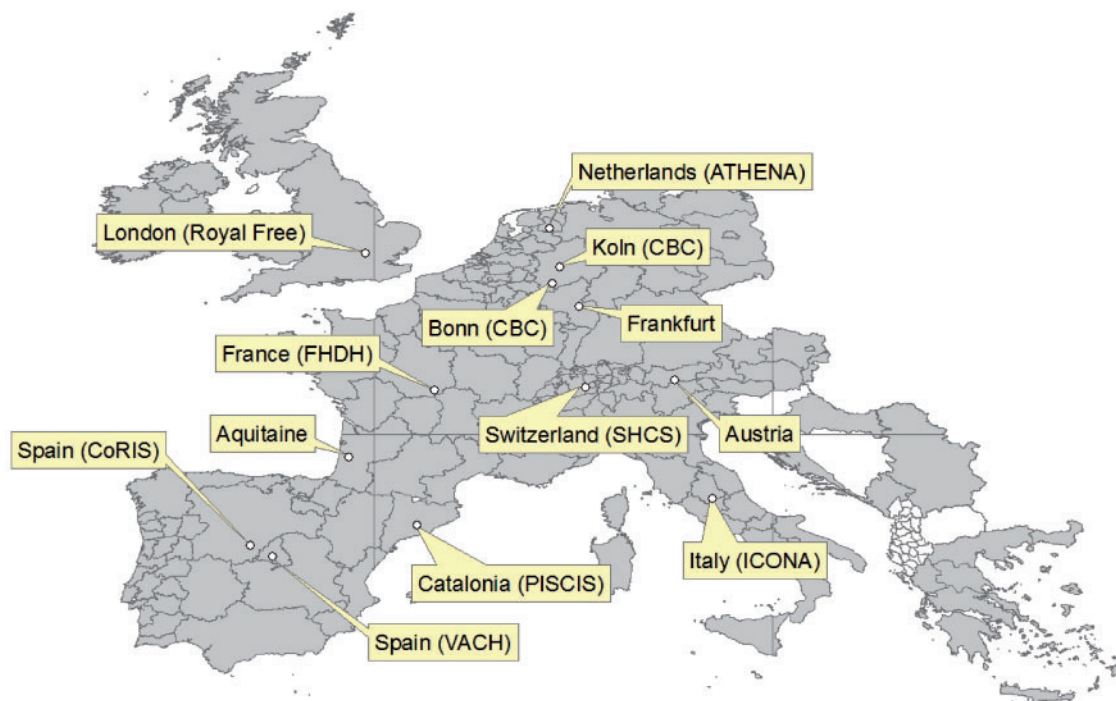 Netherlands (ATHENA)
London (Royal Free)
Koln (CBC)
Bonn (CBC)
Frankfurt
France (FHDH)
Aquitaine
Switzerland (SHCS)
Austria
Spain (CoRIS)
Italy (ICONA)
Catalonia (PISCIS)
Spain (VACH)